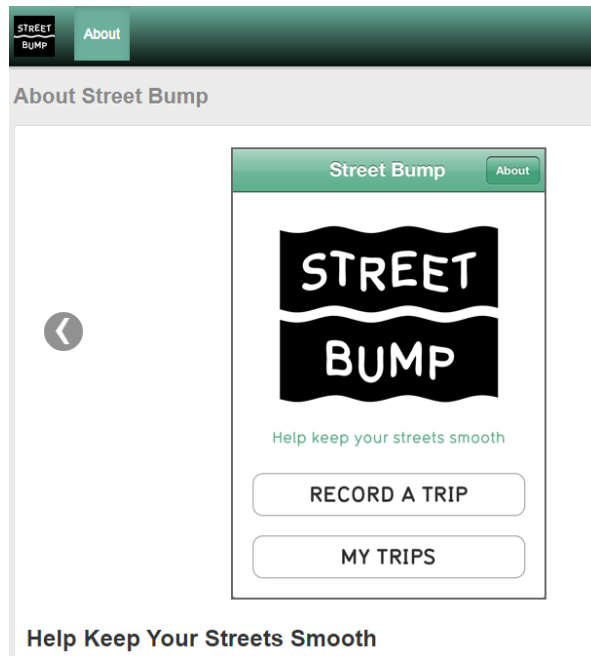 STREET
BUMP
About
About Street Bump
Street Bump
About
STREET
BUMP
Help keep your streets smooth
RECORD A TRIP
MY TRIPS
Help Keep Your Streets Smooth